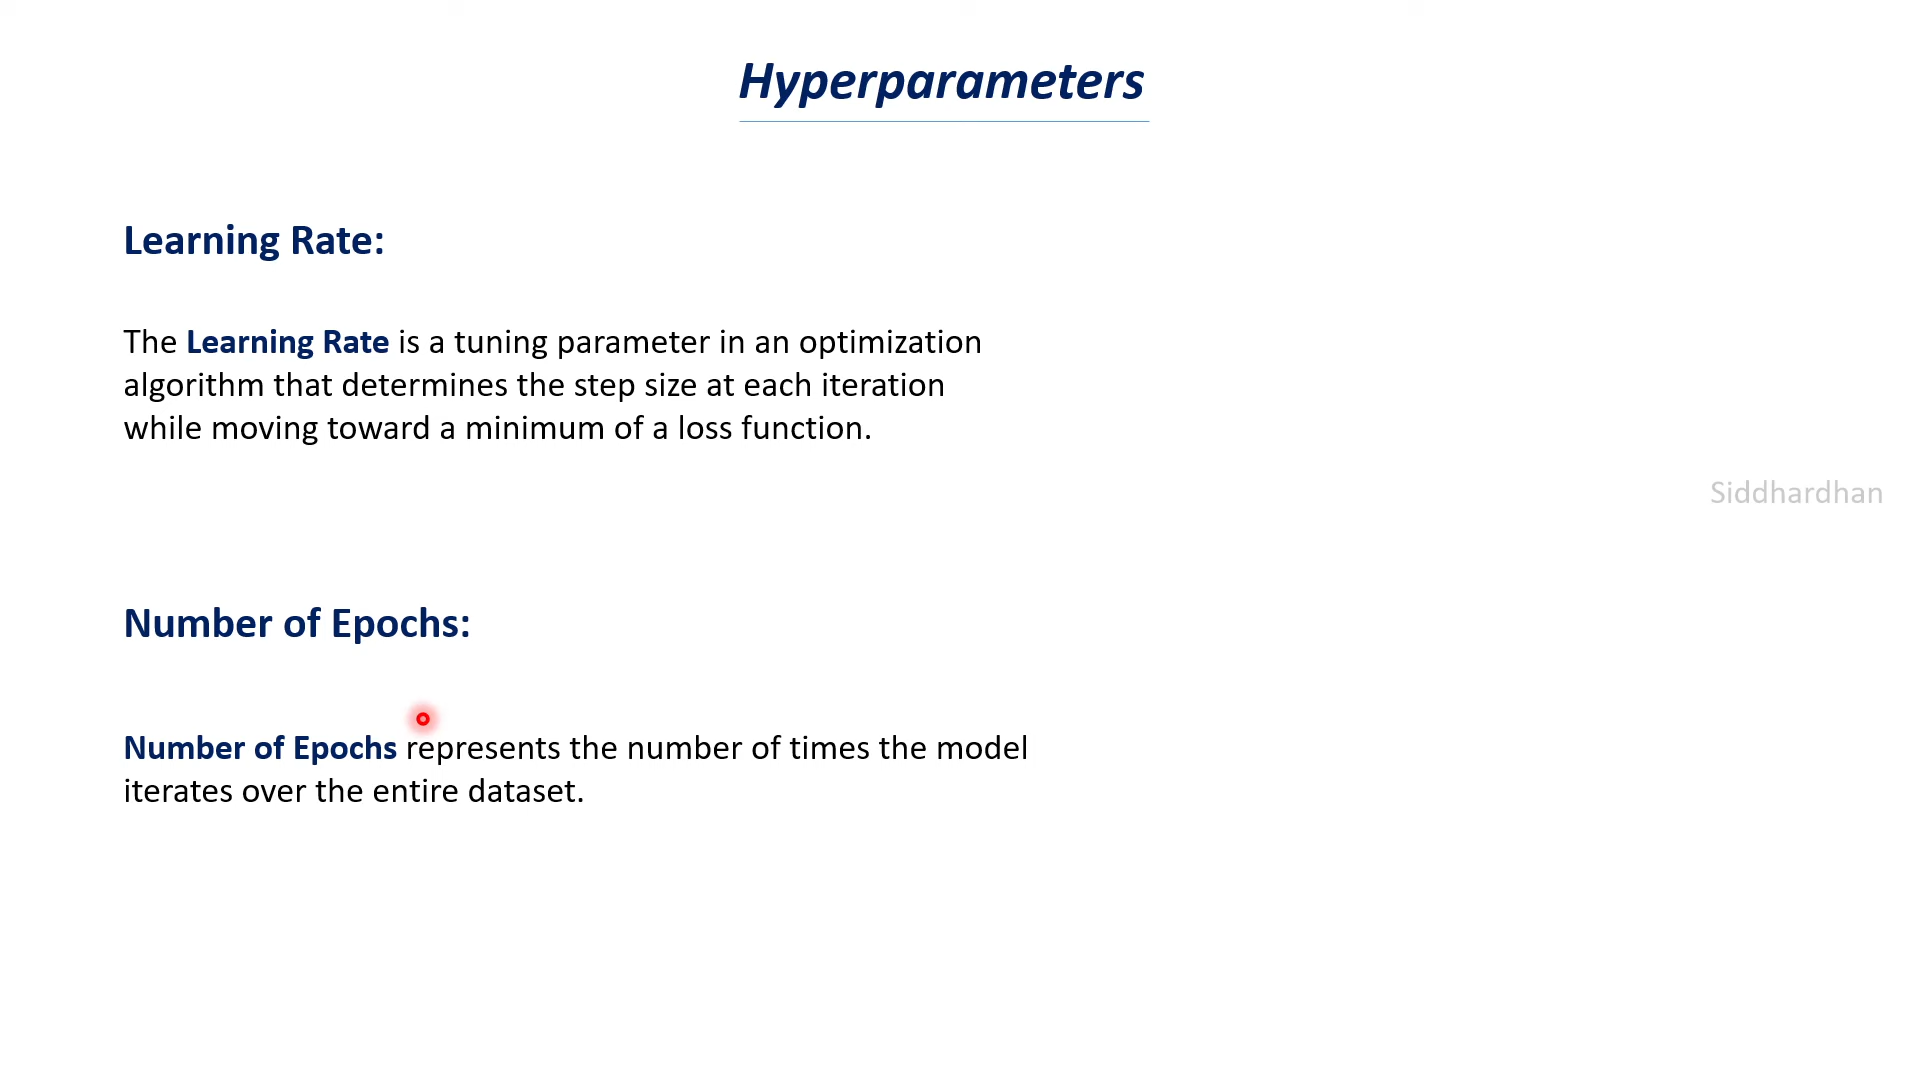 Hyperparameters
Learning Rate:
The Learning Rate is a tuning parameter in an optimization
algorithm that determines the step size at each iteration
while moving toward a minimum of a loss function.
Siddhardhan
Number of Epochs:
Number of Epochs represents the number of times the model
iterates over the entire dataset.